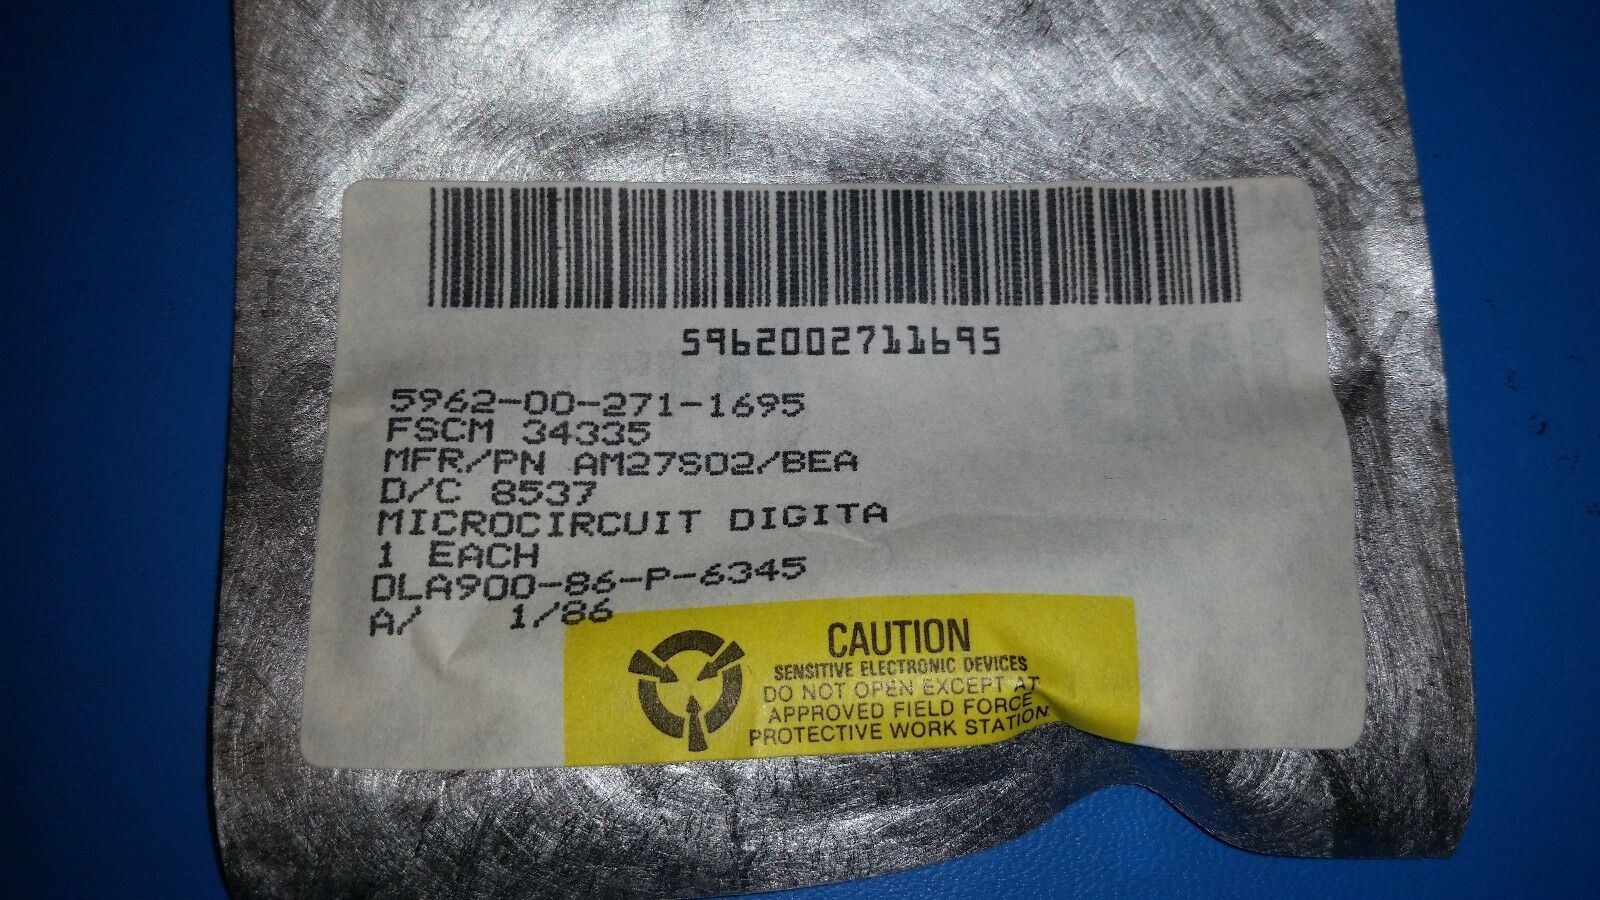 5962002711695
5962-00-271-1695
FSCM 34335
MFR/PN AM27S02/BEA
D/C 8537
MICROCIRCUIT DIGITA
1 EACH
DLA900-86-P-6345
A/ 1/86
CAUTION
SENSITIVE ELECTRONIC DEVICES
DO NOT OPEN EXCEPT AT
APPROVED FIELD FORCE
PROTECTIVE WORK STATION